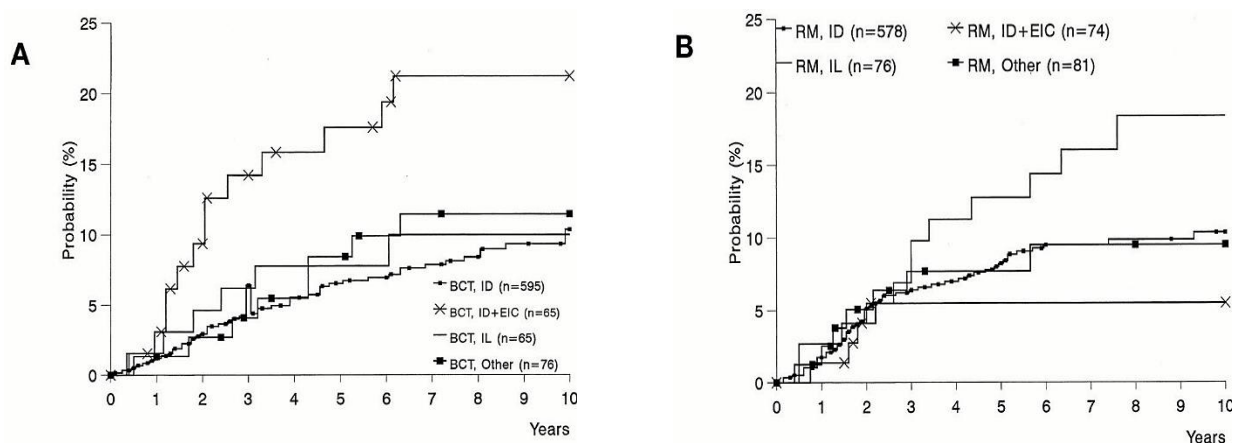 A
25
20
15
10
5
0
Probability (%)
BCT, ID (n=595)
BCT, ID+EIC (n=65)
BCT, IL (n=65)
BCT, Other (n=76)
0 1 2 3 4 5 6 7 8 9 10
Years
B
25
20
15
10
5
0
Probability (%)
RM, ID (n=578)
RM, ID+EIC (n=74)
RM, IL (n=76)
RM, Other (n=81)
0 1 2 3 4 5 6 7 8 9 10
Years